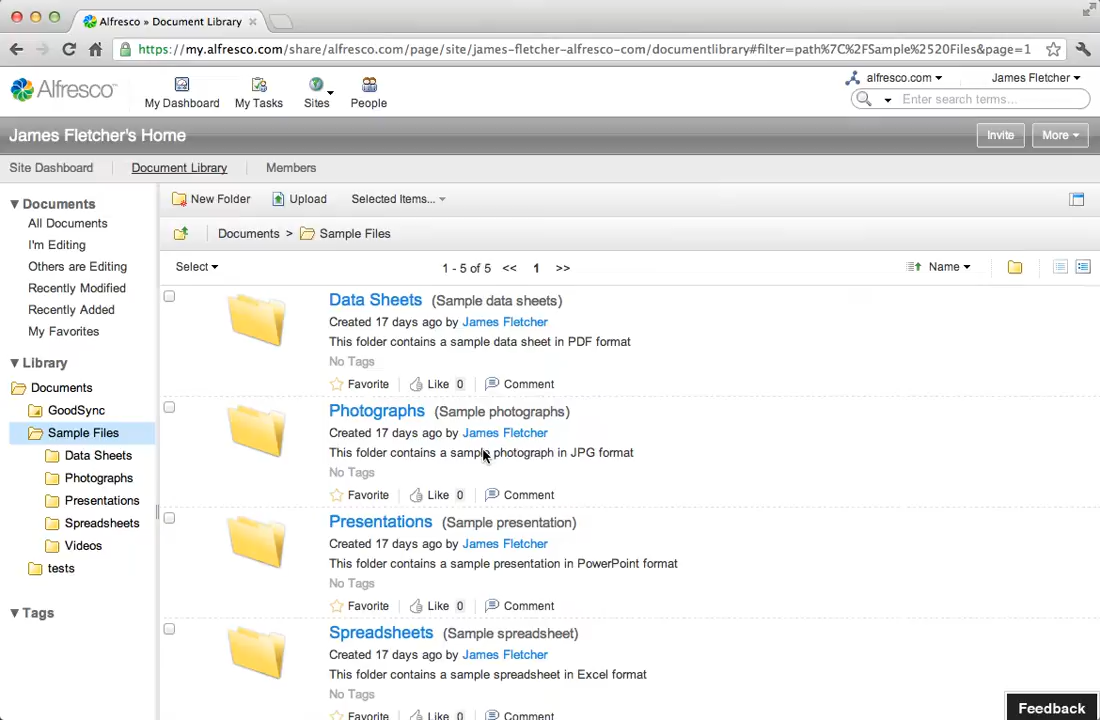 Alfresco » Document Library
https://my.alfresco.com/share/alfresco.com/page/site/james-fletcher-alfresco-com/documentlibrary#filter=path%7C%2FSample%2520Files&page=1
Alfresco™
My Dashboard
My Tasks
Sites
People
alfresco.com
James Fletcher
Enter search terms...
James Fletcher's Home
Invite
More
Site Dashboard
Document Library
Members
Documents
All Documents
I'm Editing
Others are Editing
Recently Modified
Recently Added
My Favorites
Library
Documents
GoodSync
Sample Files
Data Sheets
Photographs
Presentations
Spreadsheets
Videos
tests
Tags
New Folder
Upload
Selected Items...
Documents > Sample Files
Select
1 - 5 of 5 << 1 >>
Name
Data Sheets (Sample data sheets)
Created 17 days ago by James Fletcher
This folder contains a sample data sheet in PDF format
No Tags
Favorite Like 0 Comment
Photographs (Sample photographs)
Created 17 days ago by James Fletcher
This folder contains a sample photograph in JPG format
No Tags
Favorite Like 0 Comment
Presentations (Sample presentation)
Created 17 days ago by James Fletcher
This folder contains a sample presentation in PowerPoint format
No Tags
Favorite Like 0 Comment
Spreadsheets (Sample spreadsheet)
Created 17 days ago by James Fletcher
This folder contains a sample spreadsheet in Excel format
No Tags
Favorite Like 0 Comment
Feedback